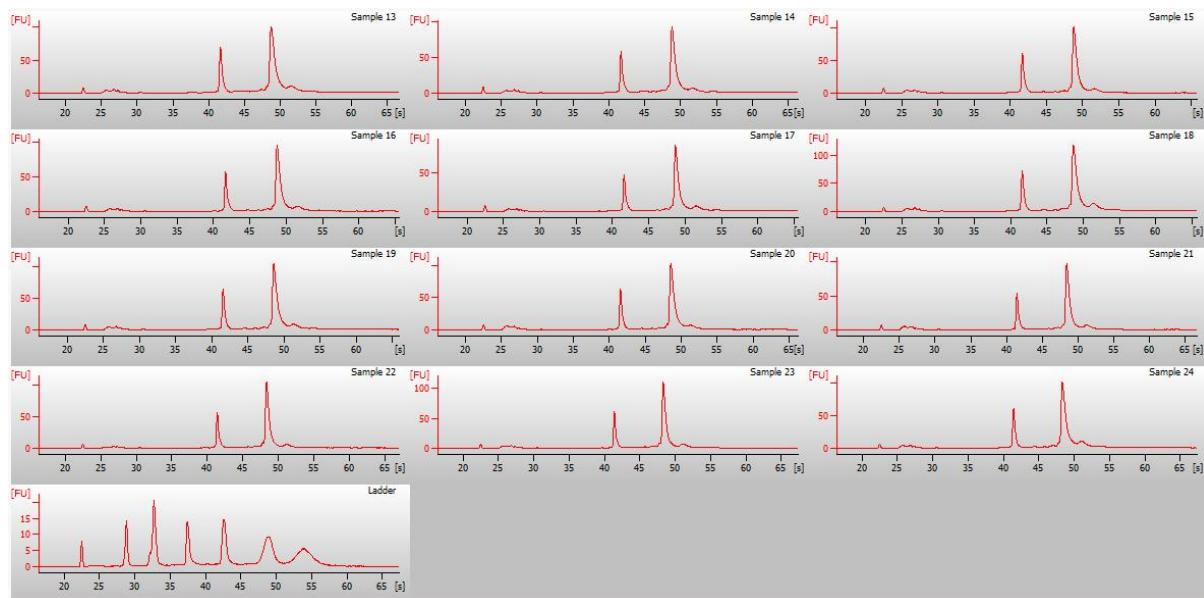 Sample 13
[FU]
50
0
20 25 30 35 40 45 50 55 60 65 [s]
Sample 14
[FU]
50
0
20 25 30 35 40 45 50 55 60 65[s]
Sample 15
[FU]
50
0
20 25 30 35 40 45 50 55 60 [s]
Sample 16
[FU]
50
0
20 25 30 35 40 45 50 55 60 [s]
Sample 17
[FU]
50
0
20 25 30 35 40 45 50 55 60 [s]
Sample 18
[FU]
100
50
0
20 25 30 35 40 45 50 55 60 [s]
Sample 19
[FU]
50
0
20 25 30 35 40 45 50 55 60 [s]
Sample 20
[FU]
50
0
20 25 30 35 40 45 50 55 60 65[s]
Sample 21
[FU]
50
0
20 25 30 35 40 45 50 55 60 65 [s]
Sample 22
[FU]
50
0
20 25 30 35 40 45 50 55 60 65 [s]
Sample 23
[FU]
100
50
0
20 25 30 35 40 45 50 55 60 65 [s]
Sample 24
[FU]
50
0
20 25 30 35 40 45 50 55 60 65 [s]
Ladder
[FU]
15
10
5
0
20 25 30 35 40 45 50 55 60 65 [s]